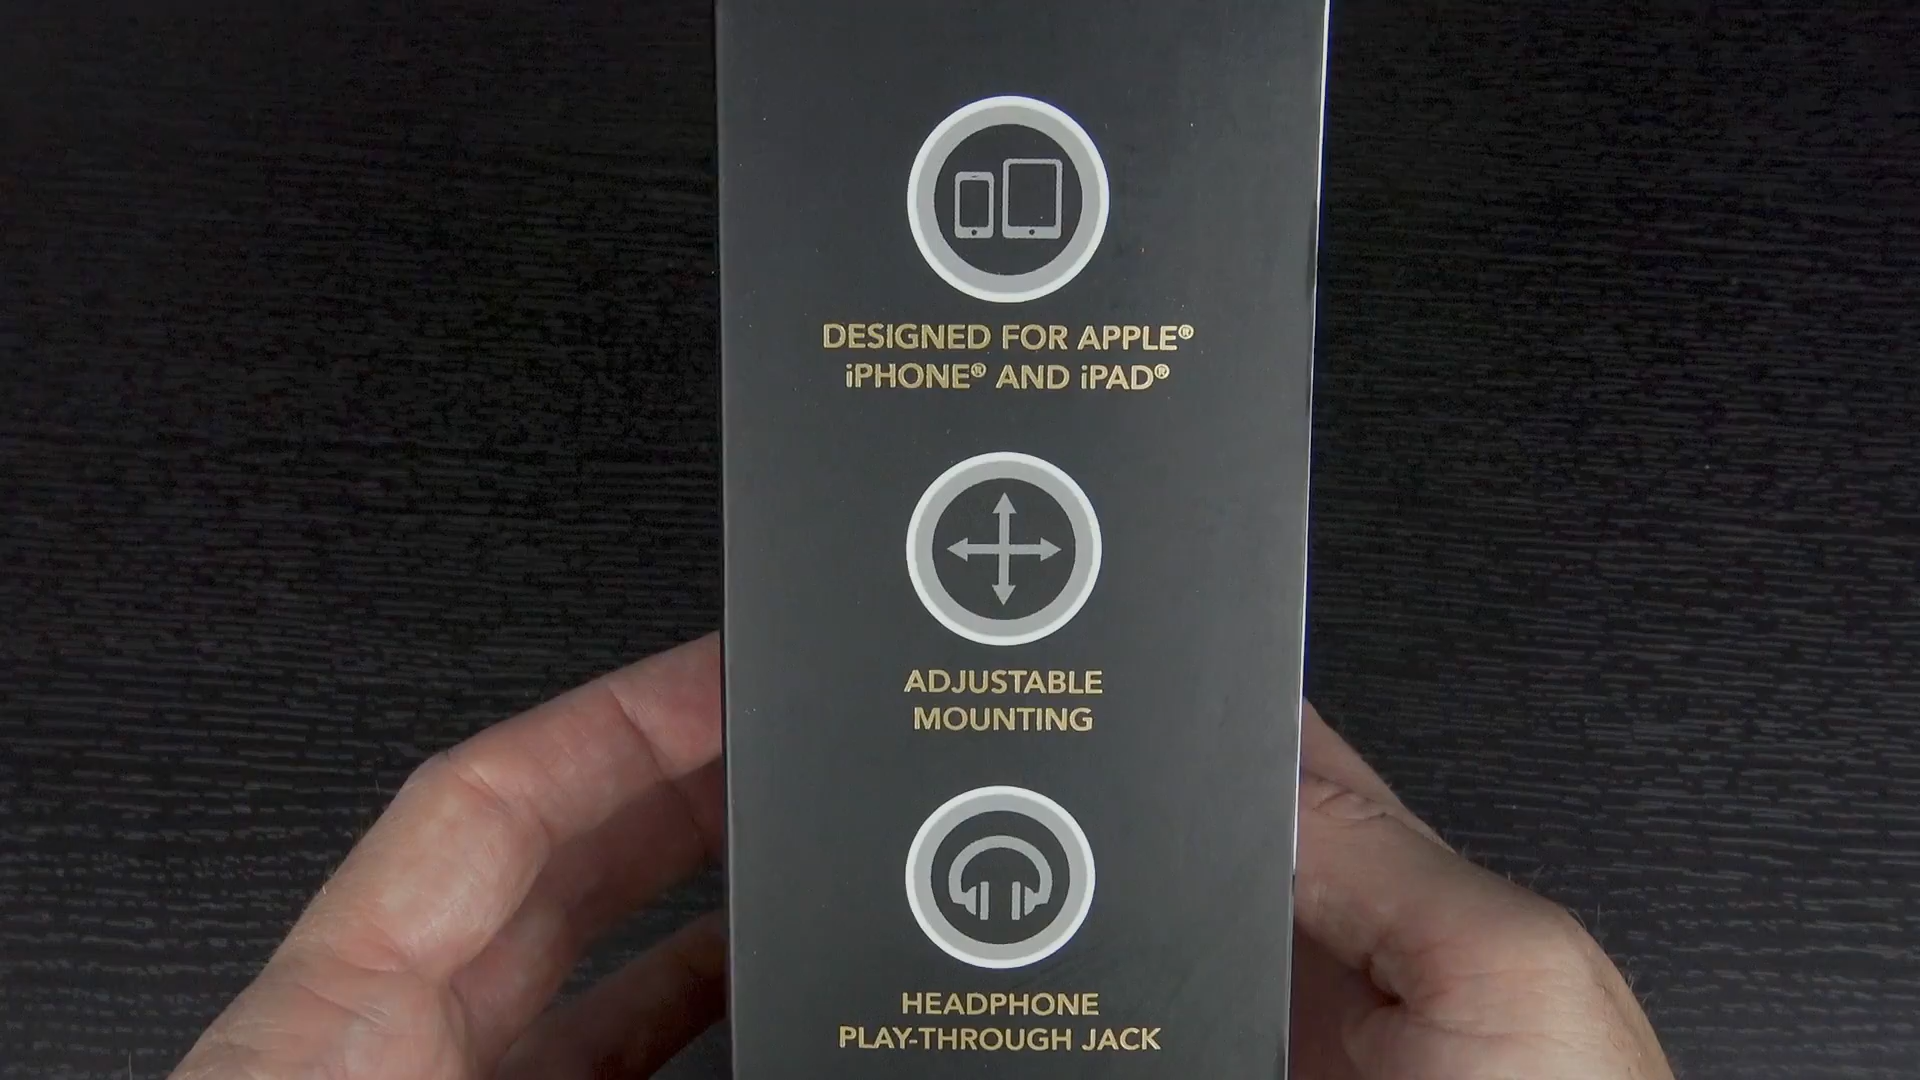 DESIGNED FOR APPLE®
iPHONE® AND iPAD®
ADJUSTABLE
MOUNTING
HEADPHONE
PLAY-THROUGH JACK